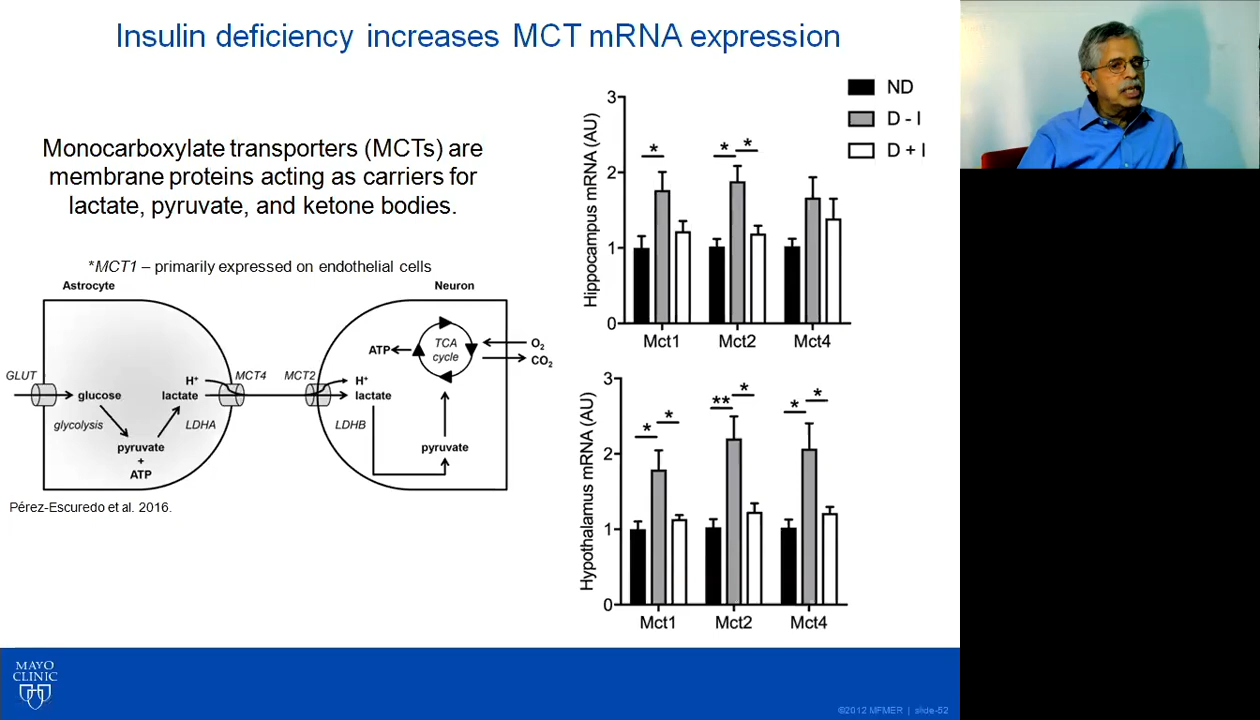 Insulin deficiency increases MCT mRNA expression
Monocarboxylate transporters (MCTs) are
membrane proteins acting as carriers for
lactate, pyruvate, and ketone bodies.
*MCT1 – primarily expressed on endothelial cells
Astrocyte
Neuron
GLUT
glucose
glycolysis
pyruvate
+
ATP
H+
lactate
LDHA
MCT4
MCT2
H+
lactate
LDHB
pyruvate
ATP
TCA
cycle
O2
CO2
Pérez-Escuredo et al. 2016.
ND
D - I
D + I
Hippocampus mRNA (AU)
3
2
1
0
*
* *
Mct1 Mct2 Mct4
Hypothalamus mRNA (AU)
3
2
1
0
* *
** *
* *
Mct1 Mct2 Mct4
MAYO
CLINIC
©2012 MFMER | slide-52